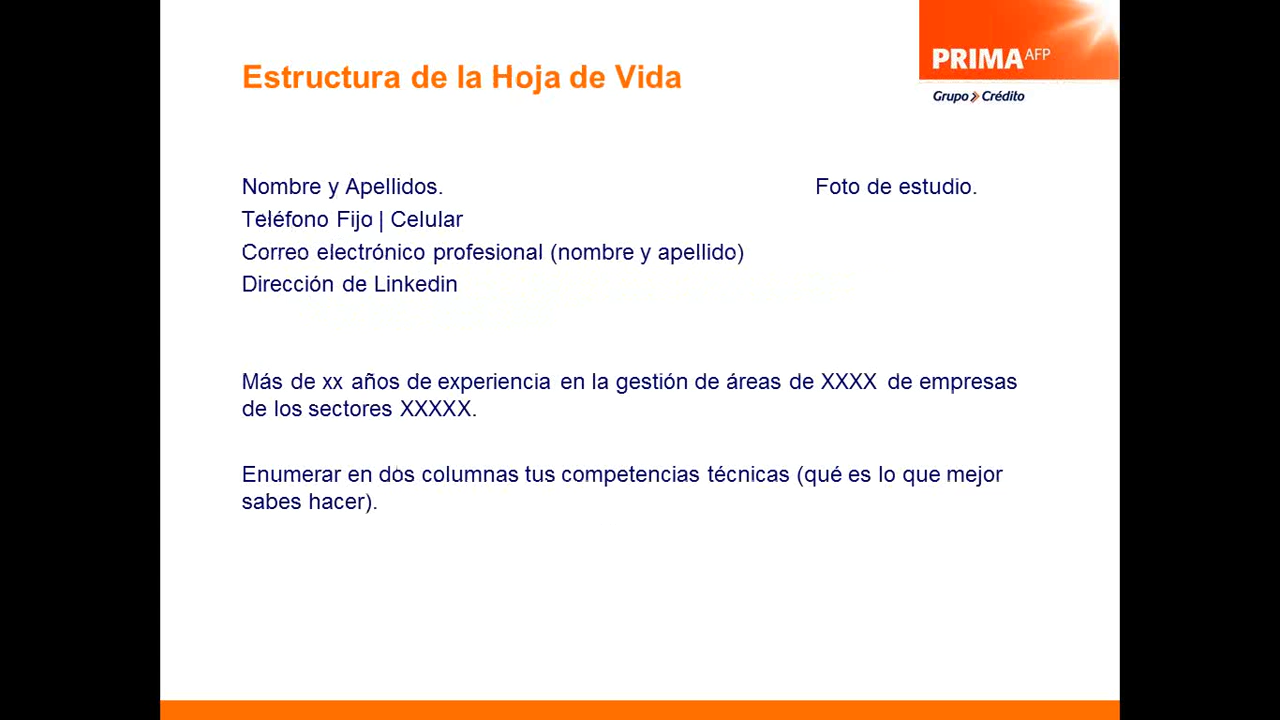 PRIMA AFP
Grupo Crédito
Estructura de la Hoja de Vida
Nombre y Apellidos. Foto de estudio.
Teléfono Fijo | Celular
Correo electrónico profesional (nombre y apellido)
Dirección de Linkedin
Más de xx años de experiencia en la gestión de áreas de XXXX de empresas
de los sectores XXXXX.
Enumerar en dos columnas tus competencias técnicas (qué es lo que mejor
sabes hacer).